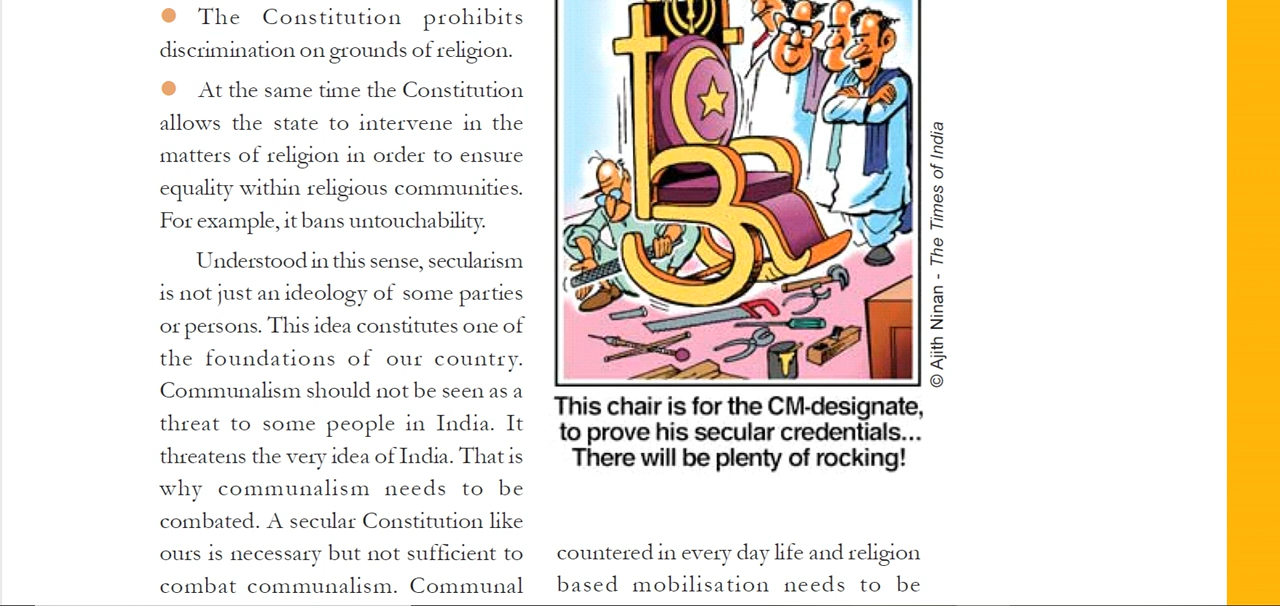 The Constitution prohibits
discrimination on grounds of religion.
At the same time the Constitution
allows the state to intervene in the
matters of religion in order to ensure
equality within religious communities.
For example, it bans untouchability.
Understood in this sense, secularism
is not just an ideology of some parties
or persons. This idea constitutes one of
the foundations of our country.
Communalism should not be seen as a
threat to some people in India. It
threatens the very idea of India. That is
why communalism needs to be
combated. A secular Constitution like
ours is necessary but not sufficient to
combat communalism. Communal
© Ajith Ninan - The Times of India
This chair is for the CM-designate,
to prove his secular credentials...
There will be plenty of rocking!
countered in every day life and religion
based mobilisation needs to be